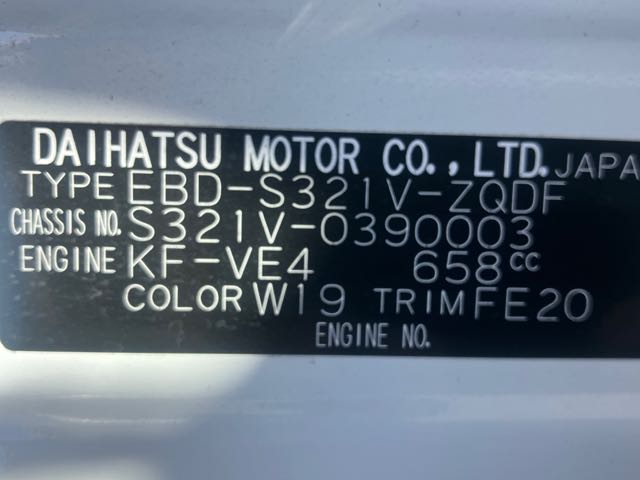 DAIHATSU MOTOR CO.,LTD. JAPAN
TYPE EBD-S321V-ZQDF
CHASSIS NO. S321V-0390003
ENGINE KF-VE4 658cc
COLOR W19 TRIM FE20
ENGINE NO.